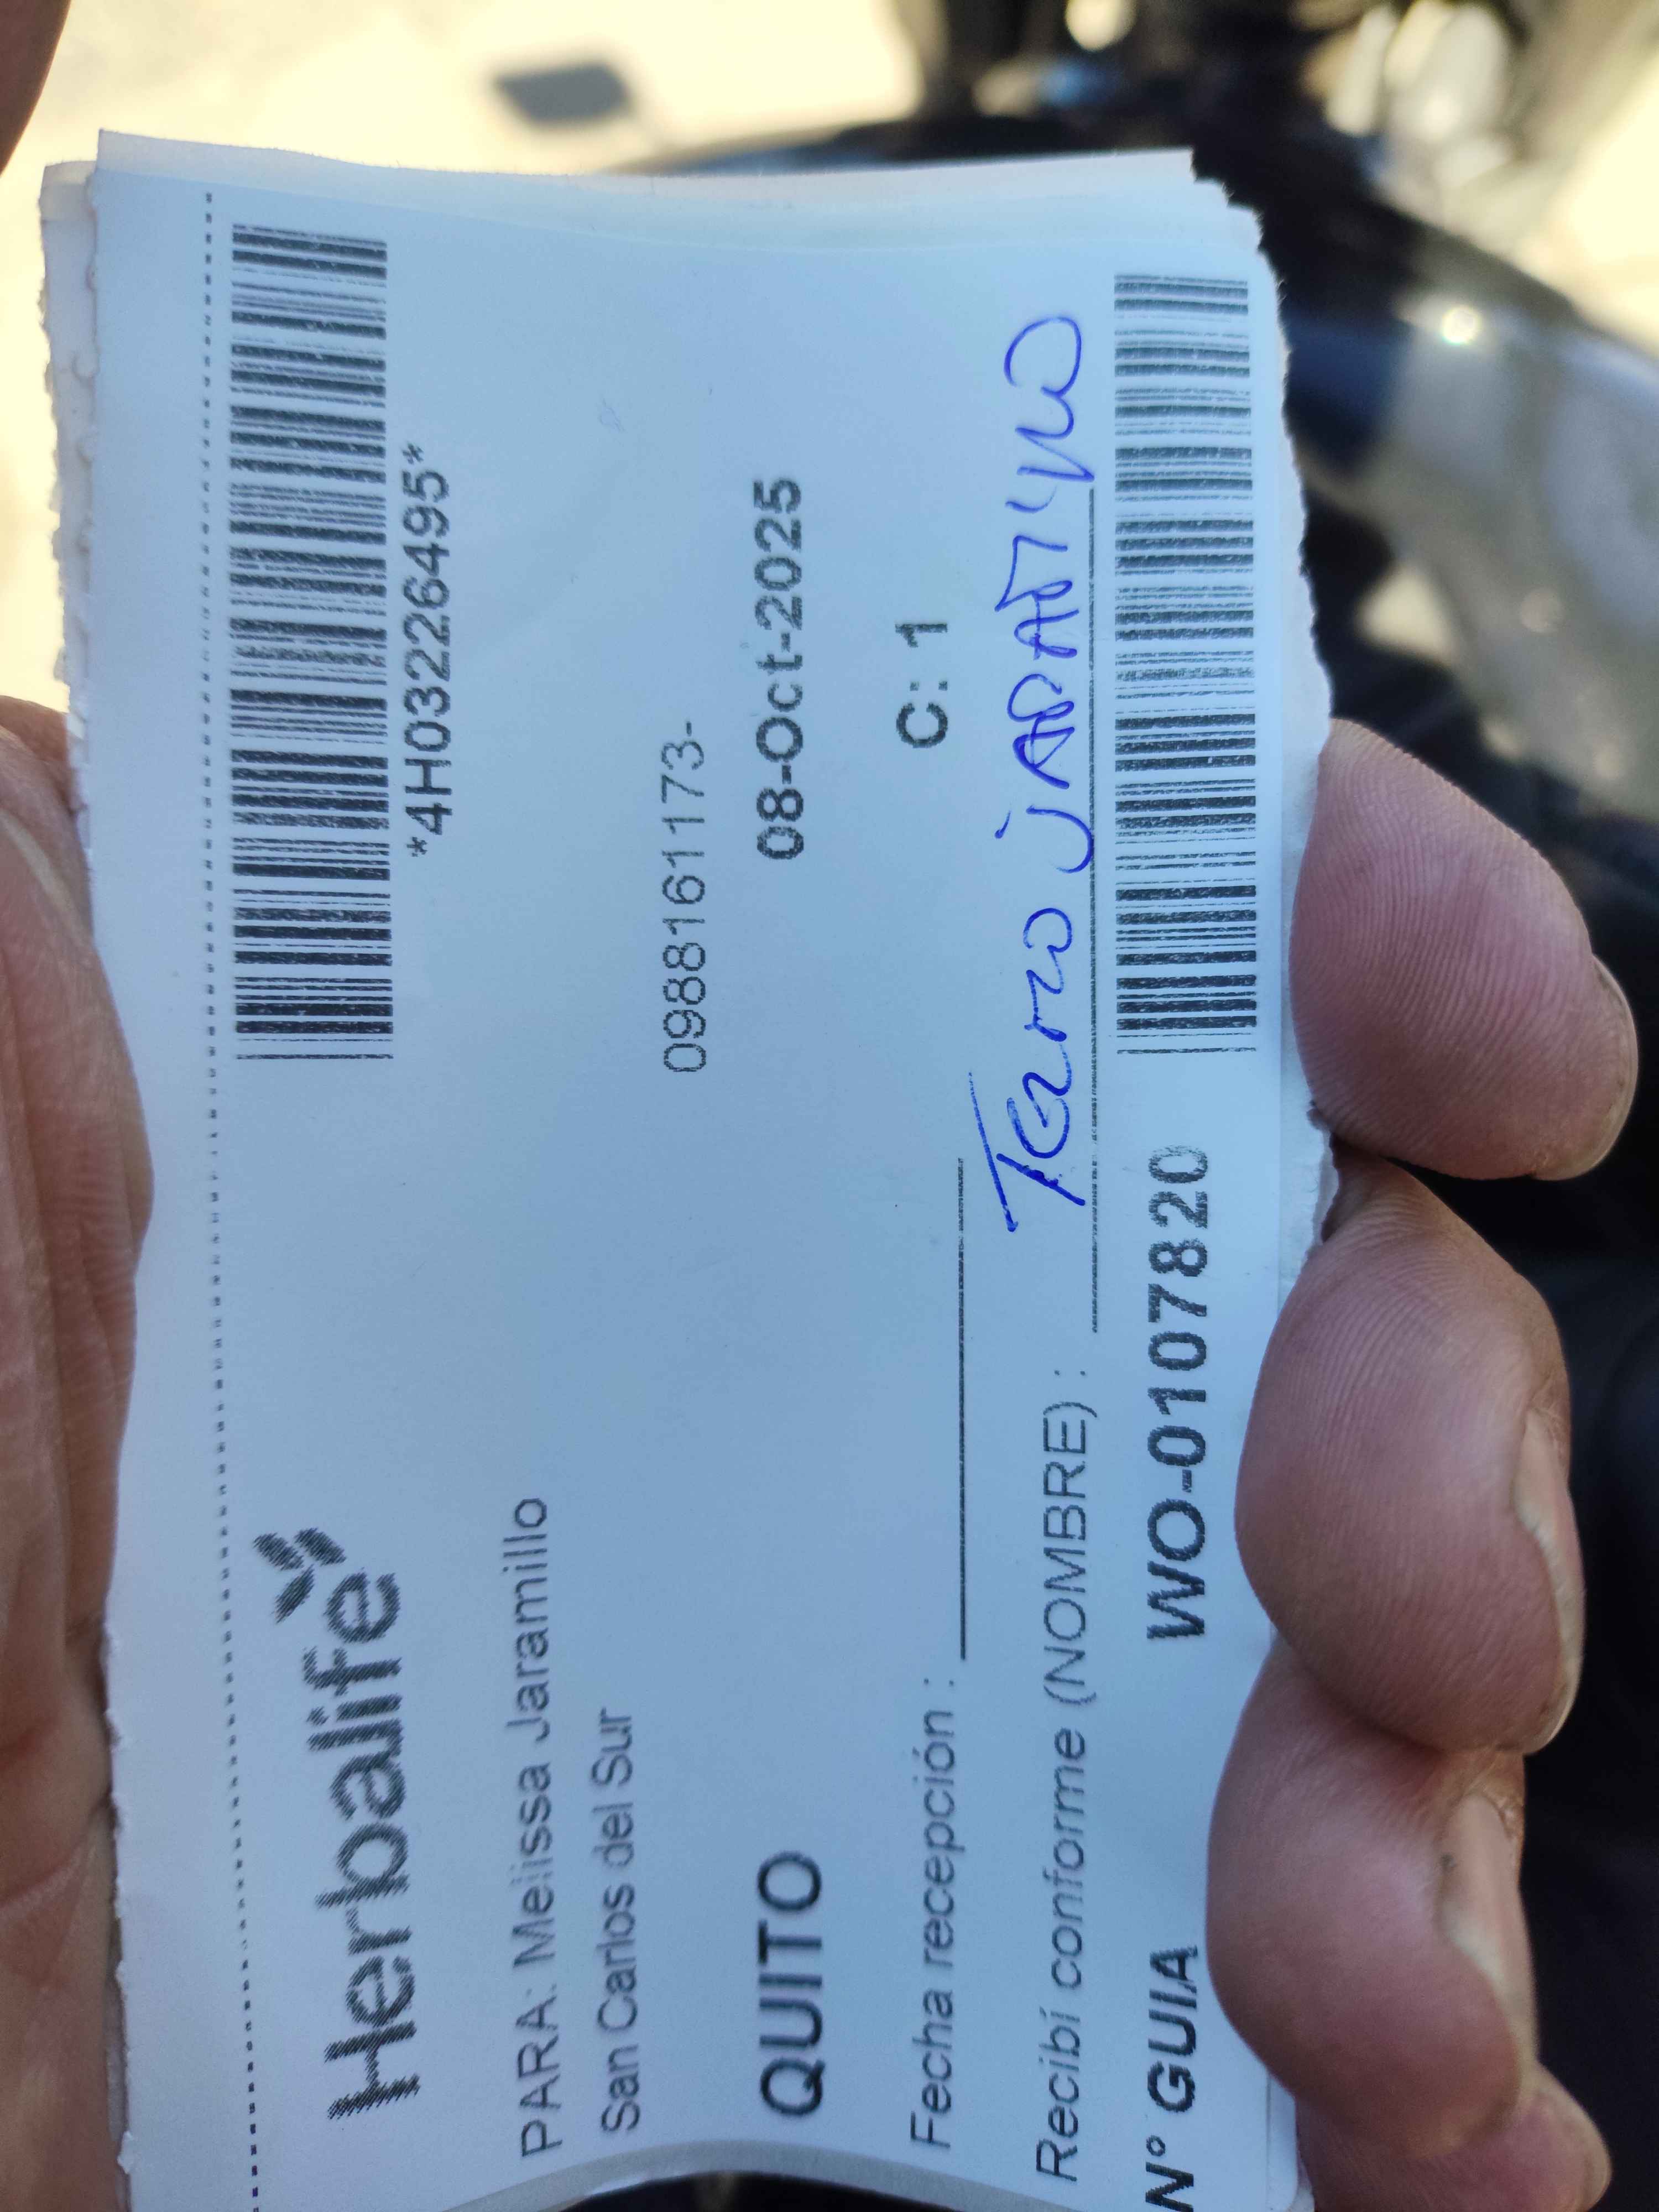 Herbalife
*4H03226495*
PARA: Melissa Jaramillo
San Carlos del Sur
0988161173-
QUITO 08-Oct-2025
Fecha recepción : C: 1
Recibí conforme (NOMBRE) :
N° GUIA WO-0107820